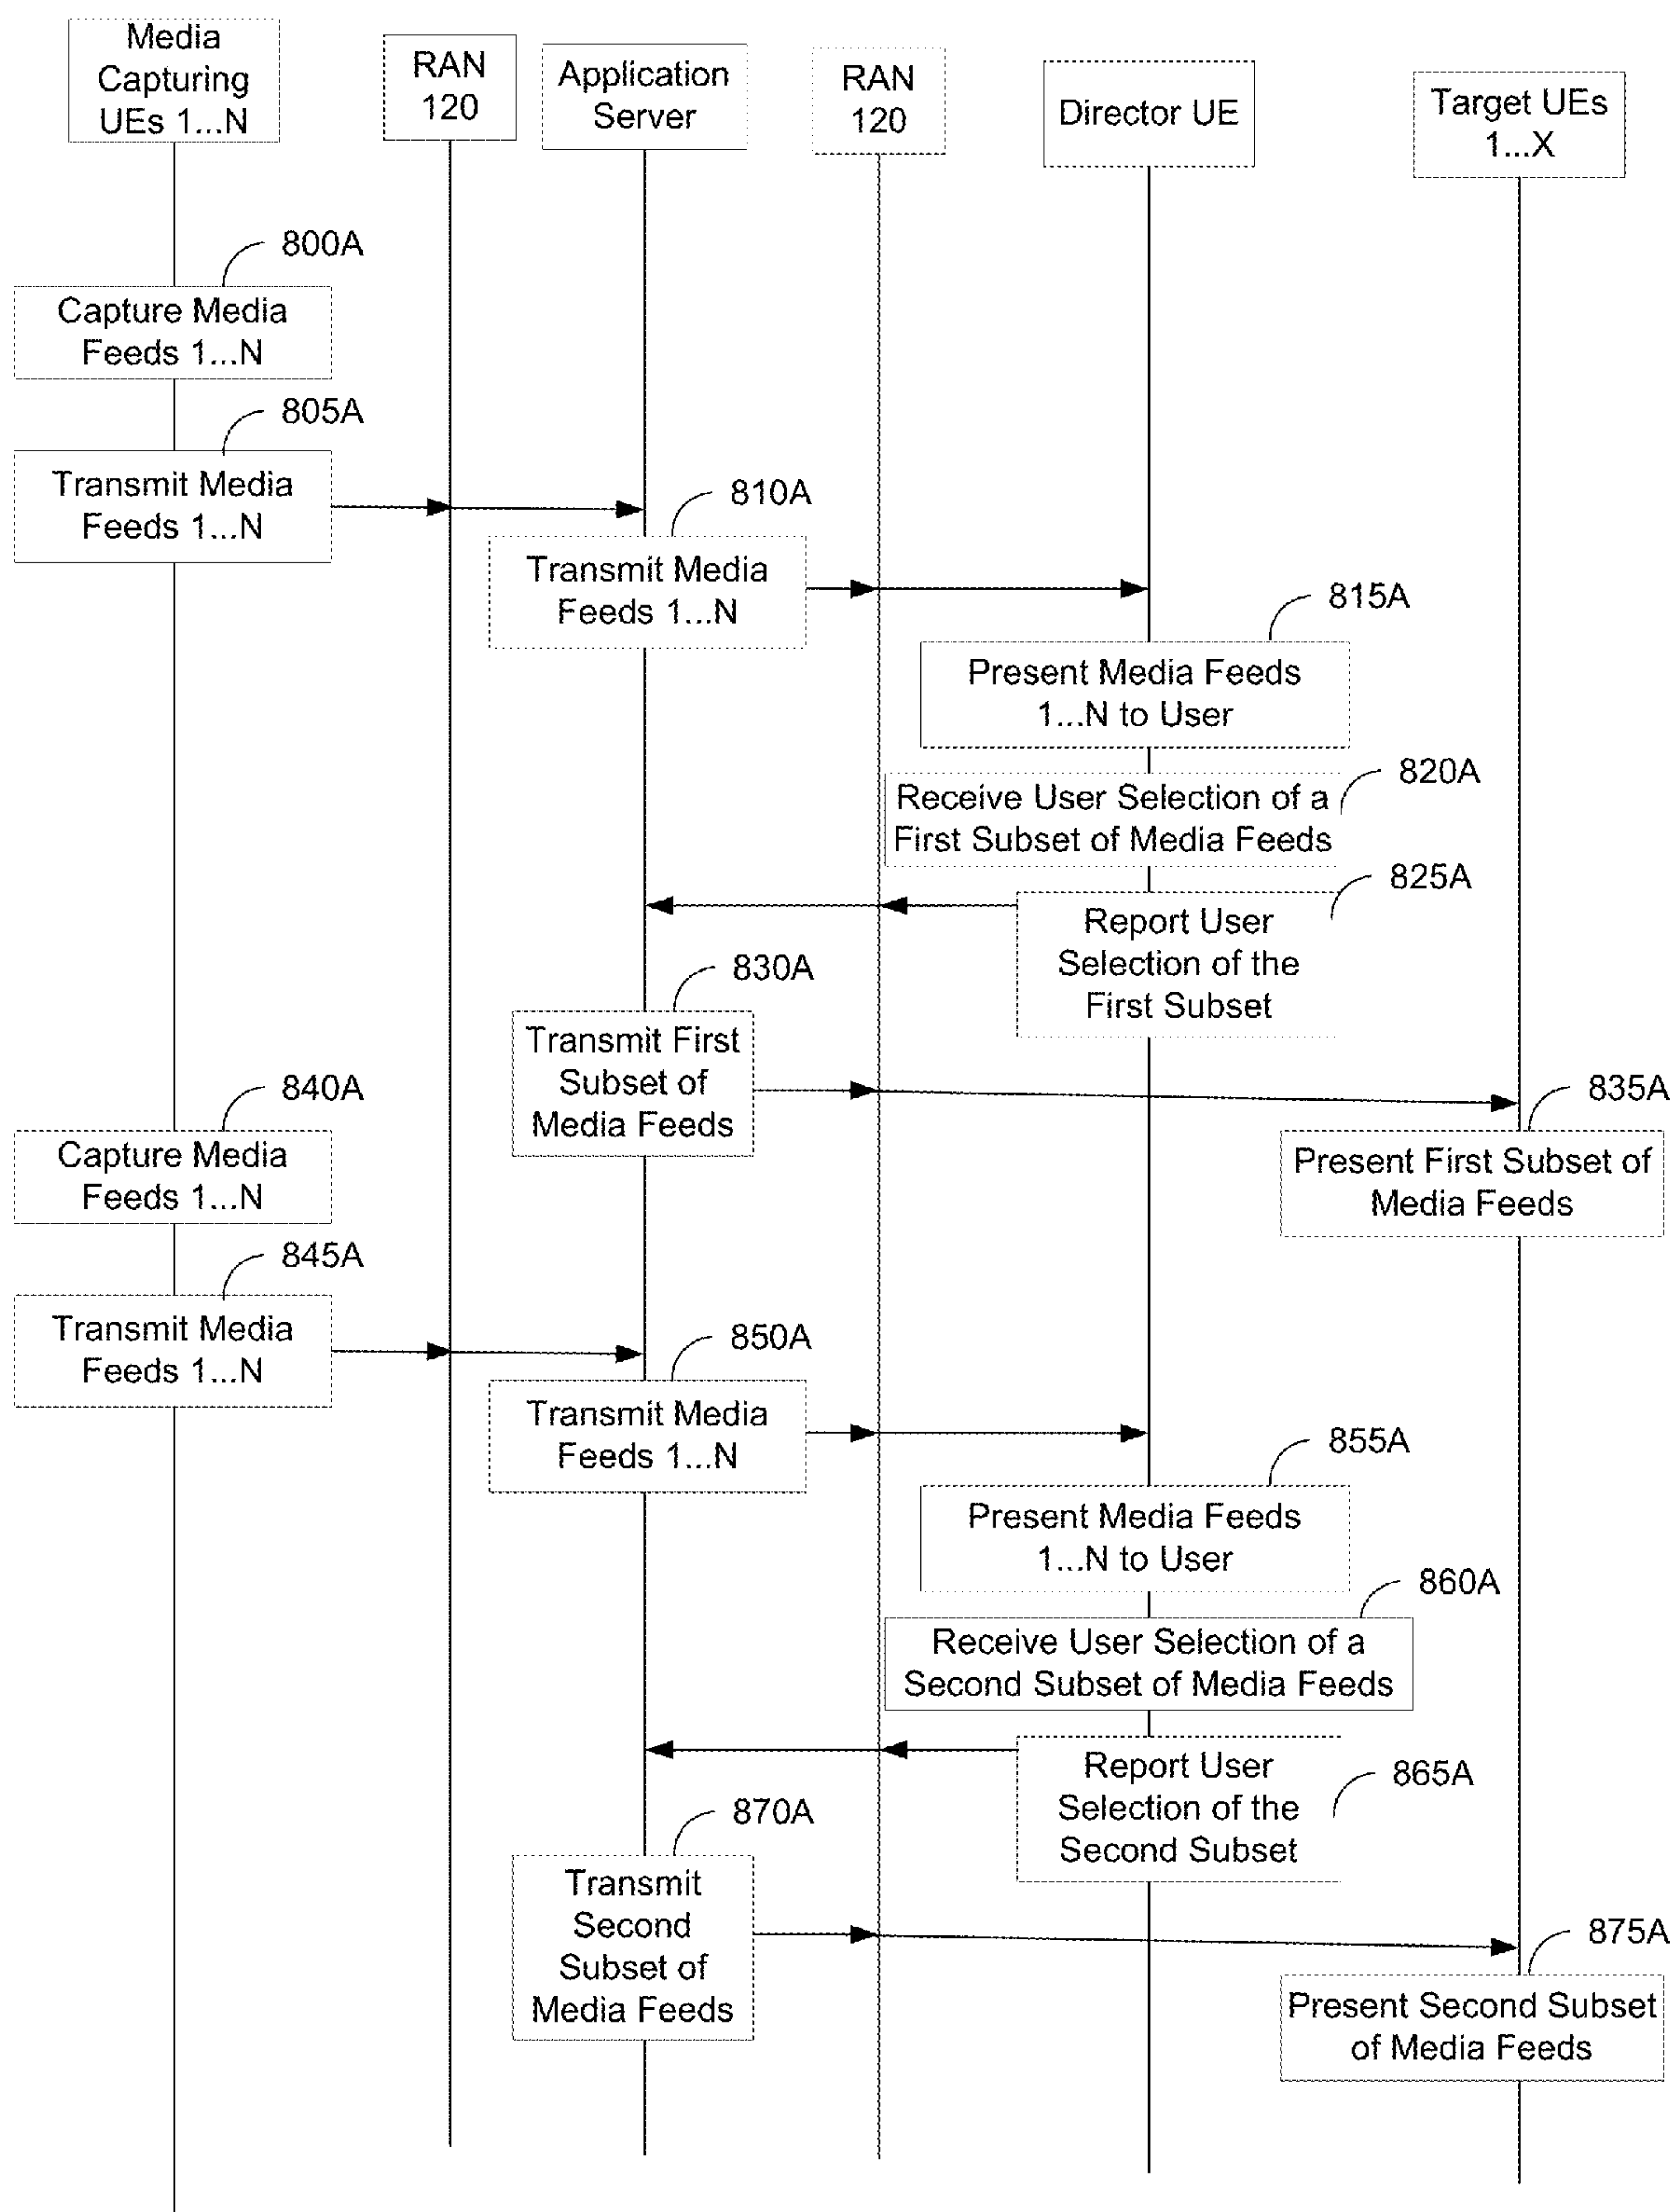 Media
Capturing
UEs 1...N
RAN
120
Application
Server
RAN
120
Director UE
Target UEs
1...X
800A
Capture Media
Feeds 1...N
805A
Transmit Media
Feeds 1...N
810A
Transmit Media
Feeds 1...N
815A
Present Media Feeds
1...N to User
820A
Receive User Selection of a
First Subset of Media Feeds
825A
Report User
Selection of the
First Subset
830A
Transmit First
Subset of
Media Feeds
835A
Present First Subset of
Media Feeds
840A
Capture Media
Feeds 1...N
845A
Transmit Media
Feeds 1...N
850A
Transmit Media
Feeds 1...N
855A
Present Media Feeds
1...N to User
860A
Receive User Selection of a
Second Subset of Media Feeds
865A
Report User
Selection of the
Second Subset
870A
Transmit
Second
Subset of
Media Feeds
875A
Present Second Subset
of Media Feeds